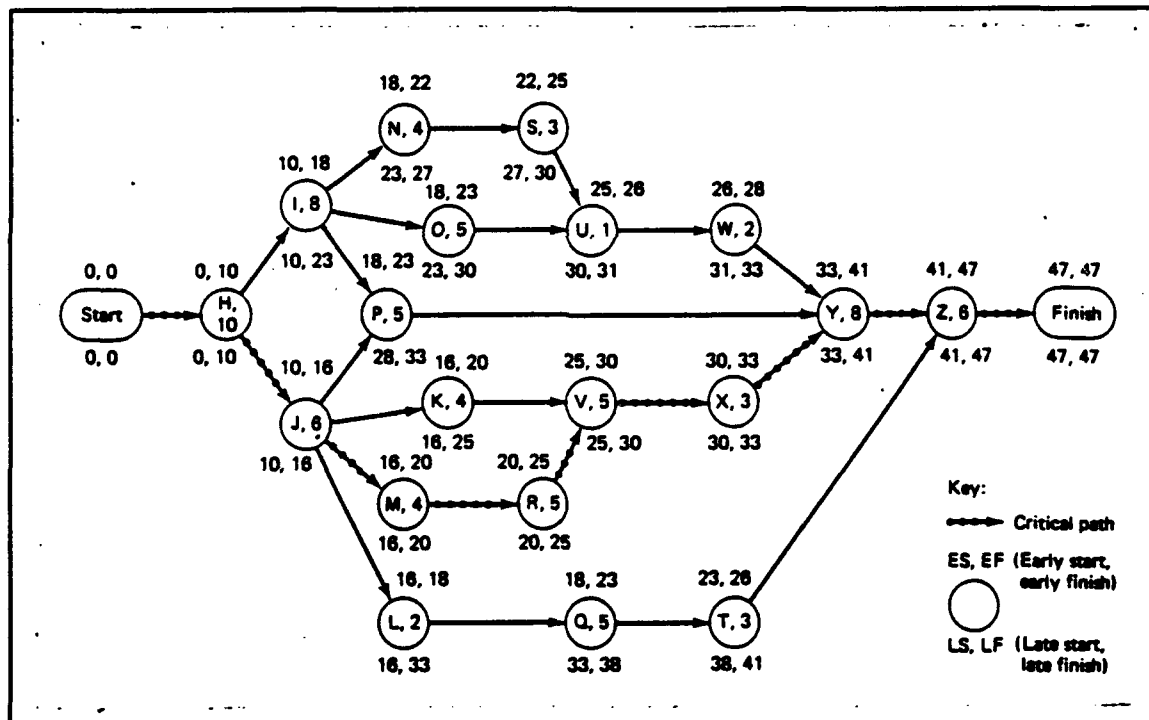 18, 22
22, 25
N, 4
S, 3
10, 18
23, 27
27, 30
I, 8
18, 23
25, 26
26, 28
O, 5
U, 1
W, 2
10, 23
18, 23
23, 30
30, 31
31, 33
0, 0
0, 10
33, 41
41, 47
47, 47
Start
H,
10
P, 5
Y, 8
Z, 6
Finish
0, 0
0, 10
28, 33
33, 41
41, 47
47, 47
10, 16
16, 20
25, 30
30, 33
J, 6
K, 4
V, 5
X, 3
10, 16
16, 25
25, 30
30, 33
16, 20
20, 25
M, 4
R, 5
16, 20
20, 25
Key:
Critical path
ES, EF (Early start,
early finish)
LS, LF (Late start,
late finish)
16, 18
18, 23
23, 26
L, 2
Q, 5
T, 3
16, 33
33, 38
38, 41